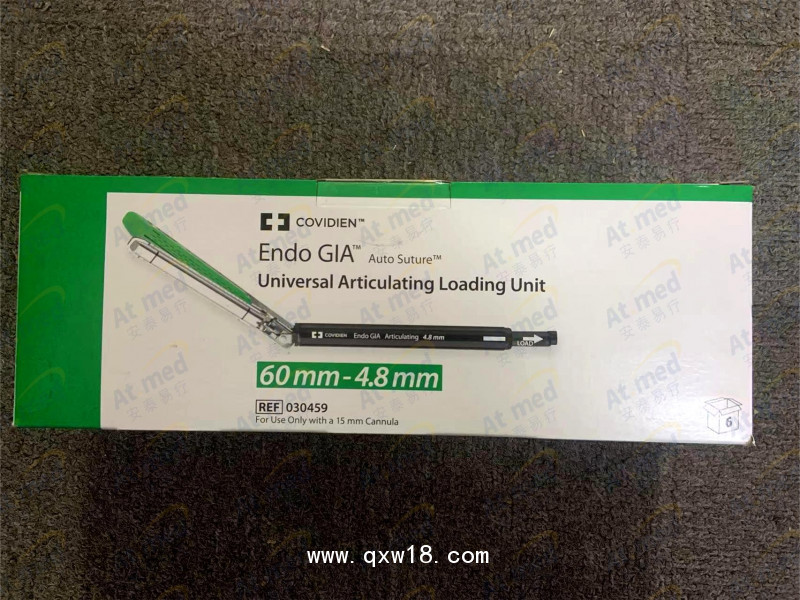 COVIDIEN™
Endo GIA™ Auto Suture™
Universal Articulating Loading Unit
COVIDIEN Endo GIA Articulating 4.8 mm
LOAD
60 mm - 4.8 mm
REF 030459
For Use Only with a 15 mm Cannula
6
At med
安泰易疗
www.qxw18.com